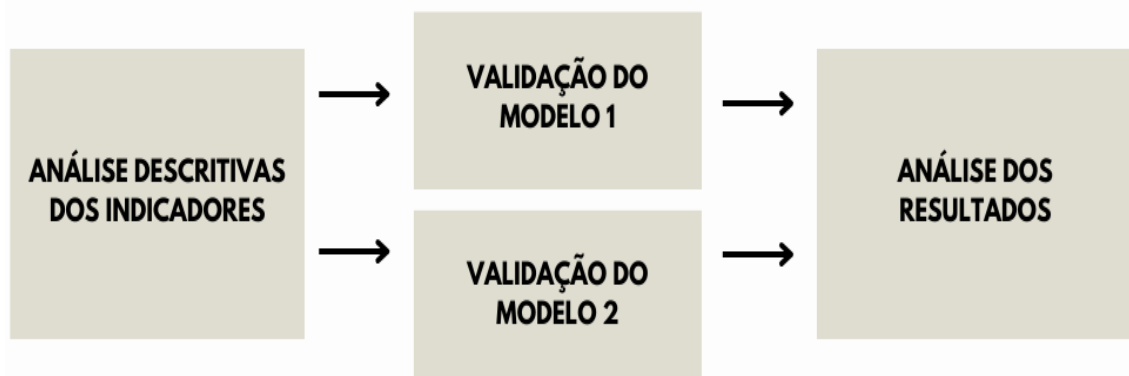 ANÁLISE DESCRITIVAS
DOS INDICADORES
VALIDAÇÃO DO
MODELO 1
VALIDAÇÃO DO
MODELO 2
ANÁLISE DOS
RESULTADOS